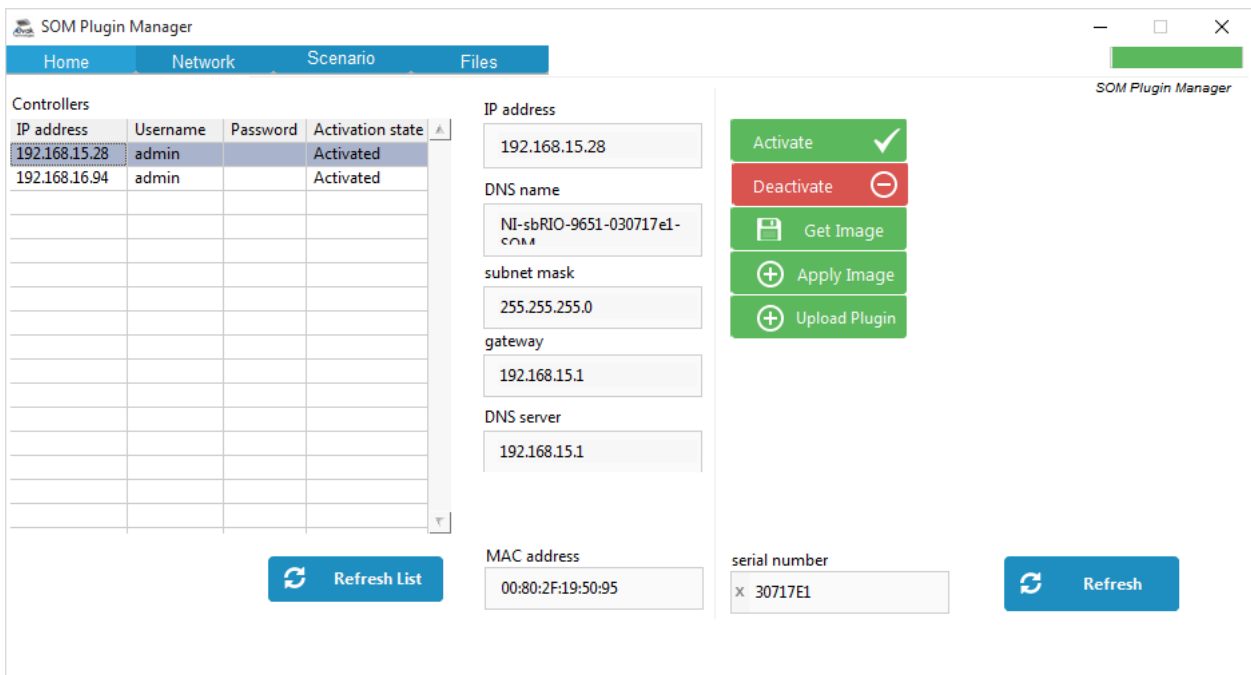 SOM Plugin Manager
Home Network Scenario Files
SOM Plugin Manager
Controllers
IP address Username Password Activation state
192.168.15.28 admin Activated
192.168.16.94 admin Activated
Refresh List
IP address
192.168.15.28
DNS name
NI-sbRIO-9651-030717e1-
SOM
subnet mask
255.255.255.0
gateway
192.168.15.1
DNS server
192.168.15.1
MAC address
00:80:2F:19:50:95
Activate
Deactivate
Get Image
Apply Image
Upload Plugin
serial number
x 30717E1
Refresh